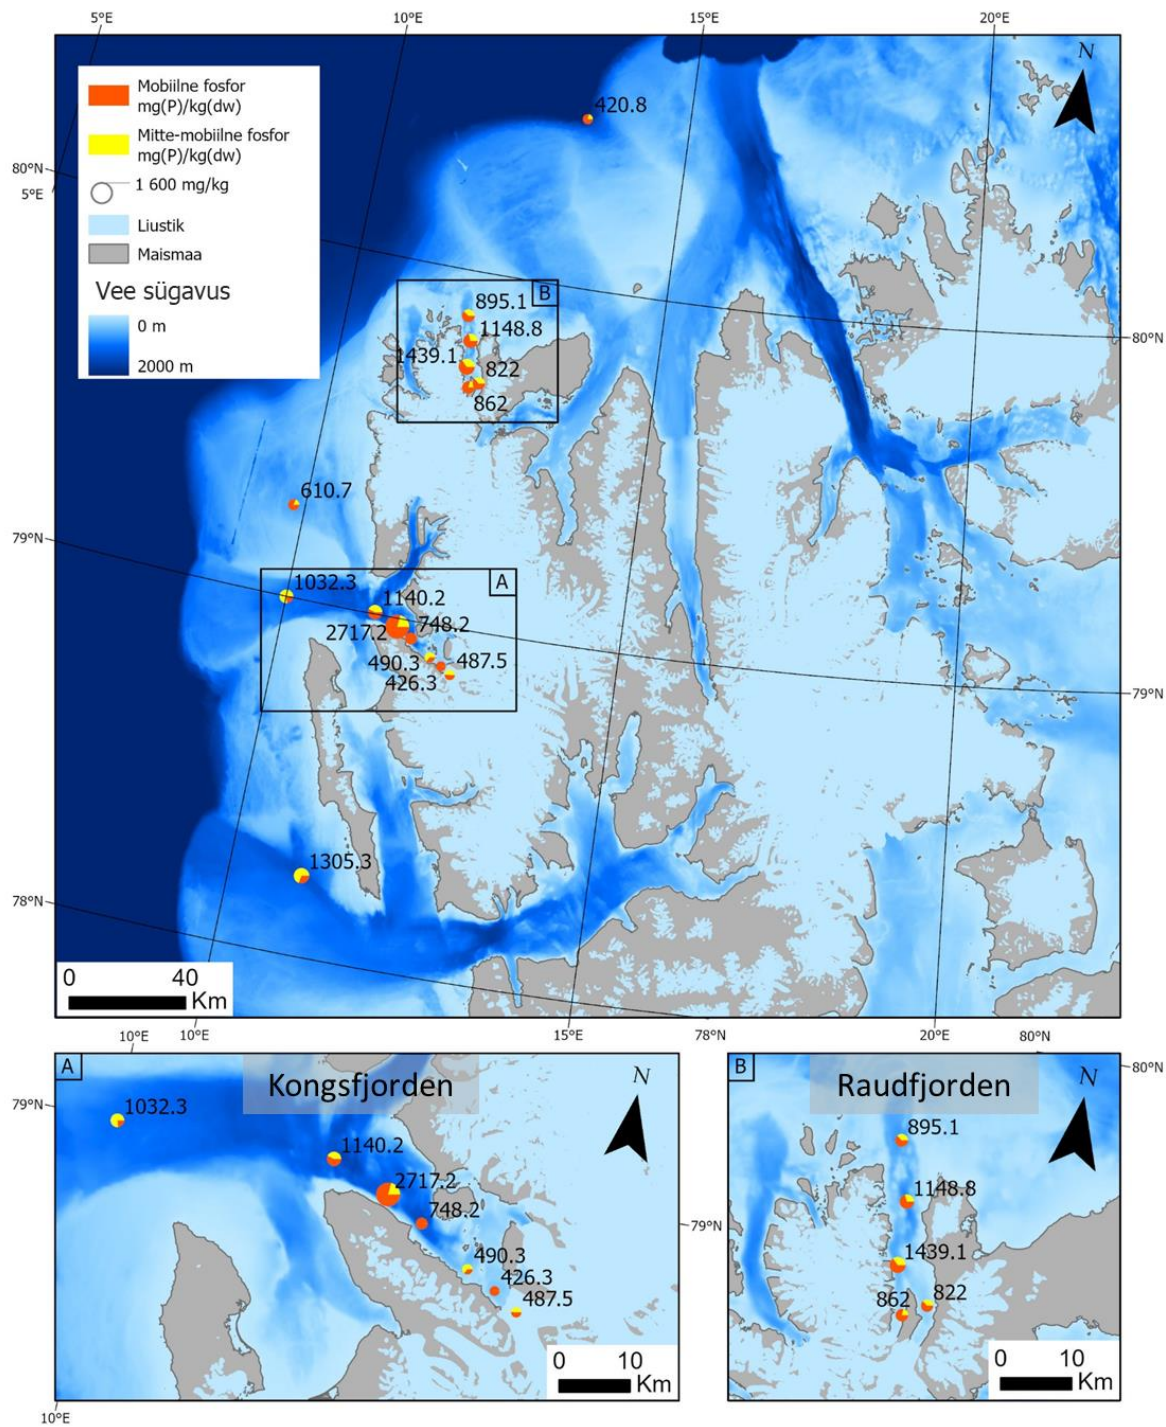 5°E
10°E
15°E
20°E
N
Mobiilne fosfor
mg(P)/kg(dw)
Mitte-mobiilne fosfor
mg(P)/kg(dw)
1 600 mg/kg
Liustik
Maismaa
Vee sügavus
0 m
2000 m
80°N
5°E
420.8
B
895.1
1148.8
1439.1
822
862
80°N
610.7
79°N
A
1032.3
1140.2
2717.2
748.2
490.3
487.5
426.3
79°N
1305.3
78°N
0
40
Km
10°E
10°E
15°E
78°N
20°E
80°N
A
Kongsfjorden
N
79°N
1032.3
1140.2
2717.2
748.2
490.3
426.3
487.5
0
10
Km
10°E
B
Raudfjorden
N
80°N
895.1
1148.8
79°N
1439.1
862
822
0
10
Km